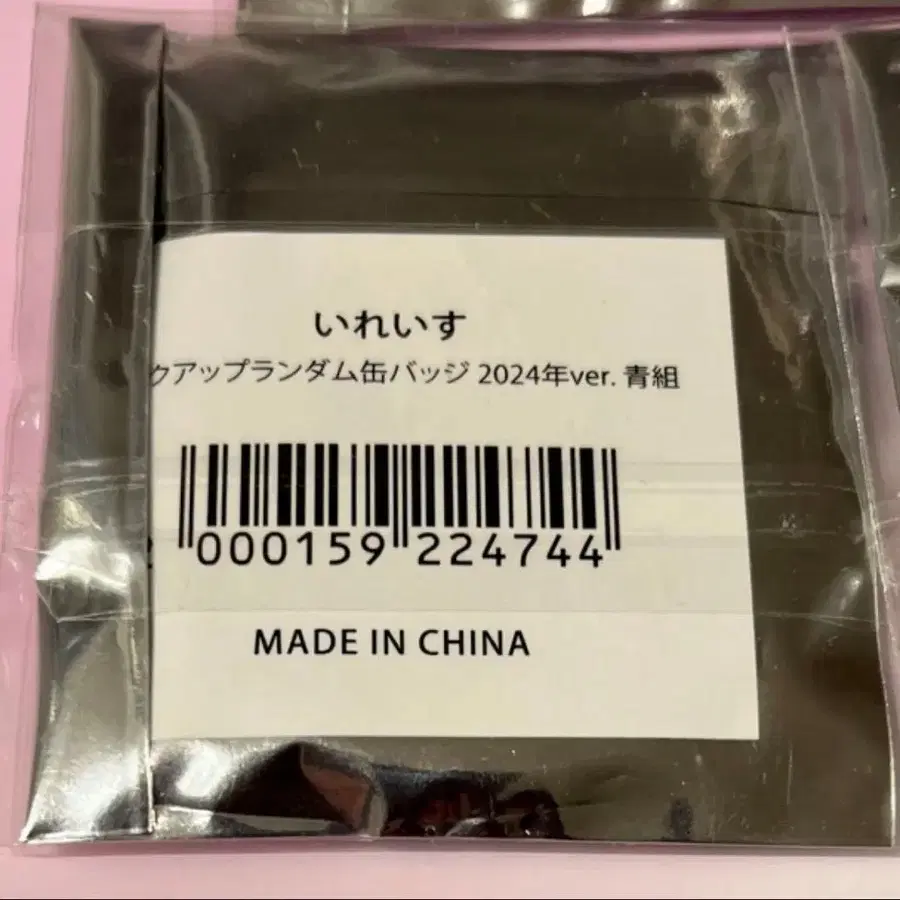 いれいす
クアップランダム缶バッジ 2024年ver. 青組
000159 224744
MADE IN CHINA